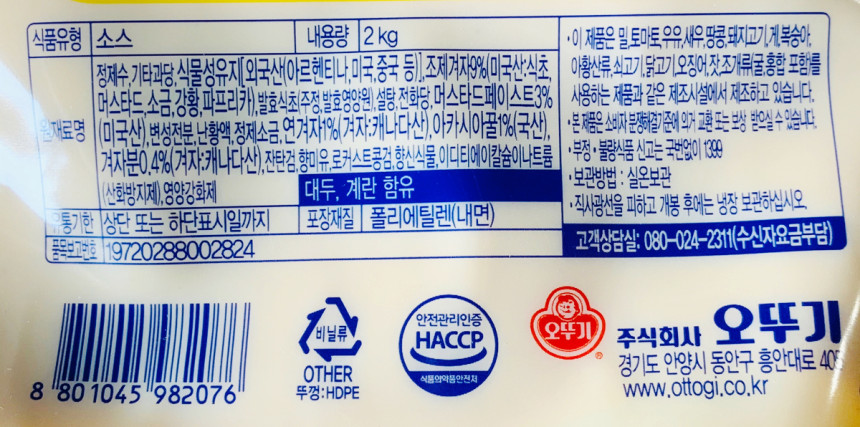 식품유형 소스 내용량 2kg
원재료명
정제수,기타과당,식물성유지[외국산(아르헨티나,미국,중국 등)],조제겨자9%(미국산:식초,
머스타드,소금,강황,파프리카),발효식초(주정,발효영양원),설탕,전화당,머스타드페이스트3%
(미국산),변성전분,난황액,정제소금,연겨자1%(겨자:캐나다산),아카시아꿀1%(국산),
겨자분0.4%(겨자:캐나다산),잔탄검,향미유,로커스트콩검,향신식물,이디티에이칼슘이나트륨
(산화방지제),영양강화제
대두, 계란 함유
유통기한 상단 또는 하단표시일까지 포장재질 폴리에틸렌(내면)
품목보고번호 19720288002824
·이 제품은 밀,토마토,우유,새우,땅콩,돼지고기,게,복숭아,
아황산류,쇠고기,닭고기,오징어,잣,조개류(굴,홍합 포함)를
사용하는 제품과 같은 제조시설에서 제조하고 있습니다.
·본 제품은 소비자 분쟁해결기준에 의거 교환 또는 보상 받으실 수 있습니다.
·부정·불량식품 신고는 국번없이 1399
·보관방법 : 실온보관
·직사광선을 피하고 개봉 후에는 냉장 보관하십시오.
고객상담실: 080-024-2311(수신자요금부담)
8 801045 982076
비닐류
OTHER
뚜껑:HDPE
안전관리인증
HACCP
식품의약품안전처
오뚜기
®
주식회사 오뚜기
경기도 안양시 동안구 흥안대로 405
www.ottogi.co.kr